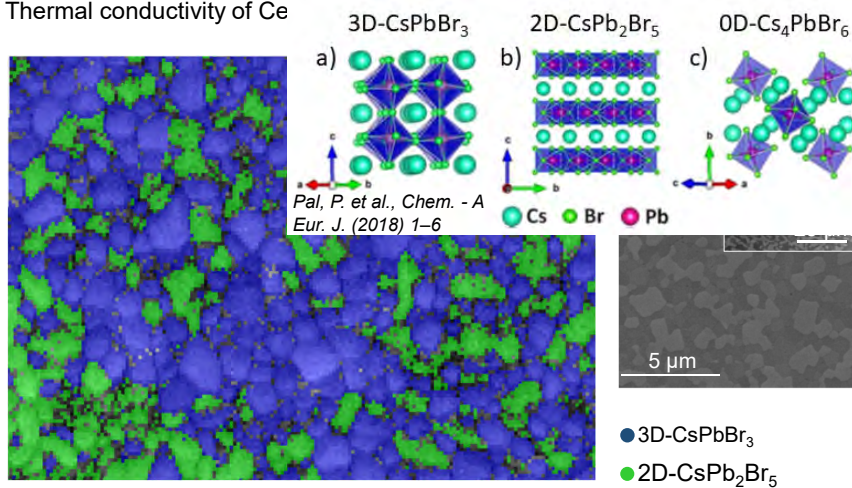 Thermal conductivity of Ce
3D-CsPbBr₃
2D-CsPb₂Br₅
0D-Cs₄PbBr₆
a)
b)
c)
c
a
b
c
b
b
c
a
Pal, P. et al., Chem. - A
Eur. J. (2018) 1–6
Cs
Br
Pb
5 µm
3D-CsPbBr₃
2D-CsPb₂Br₅